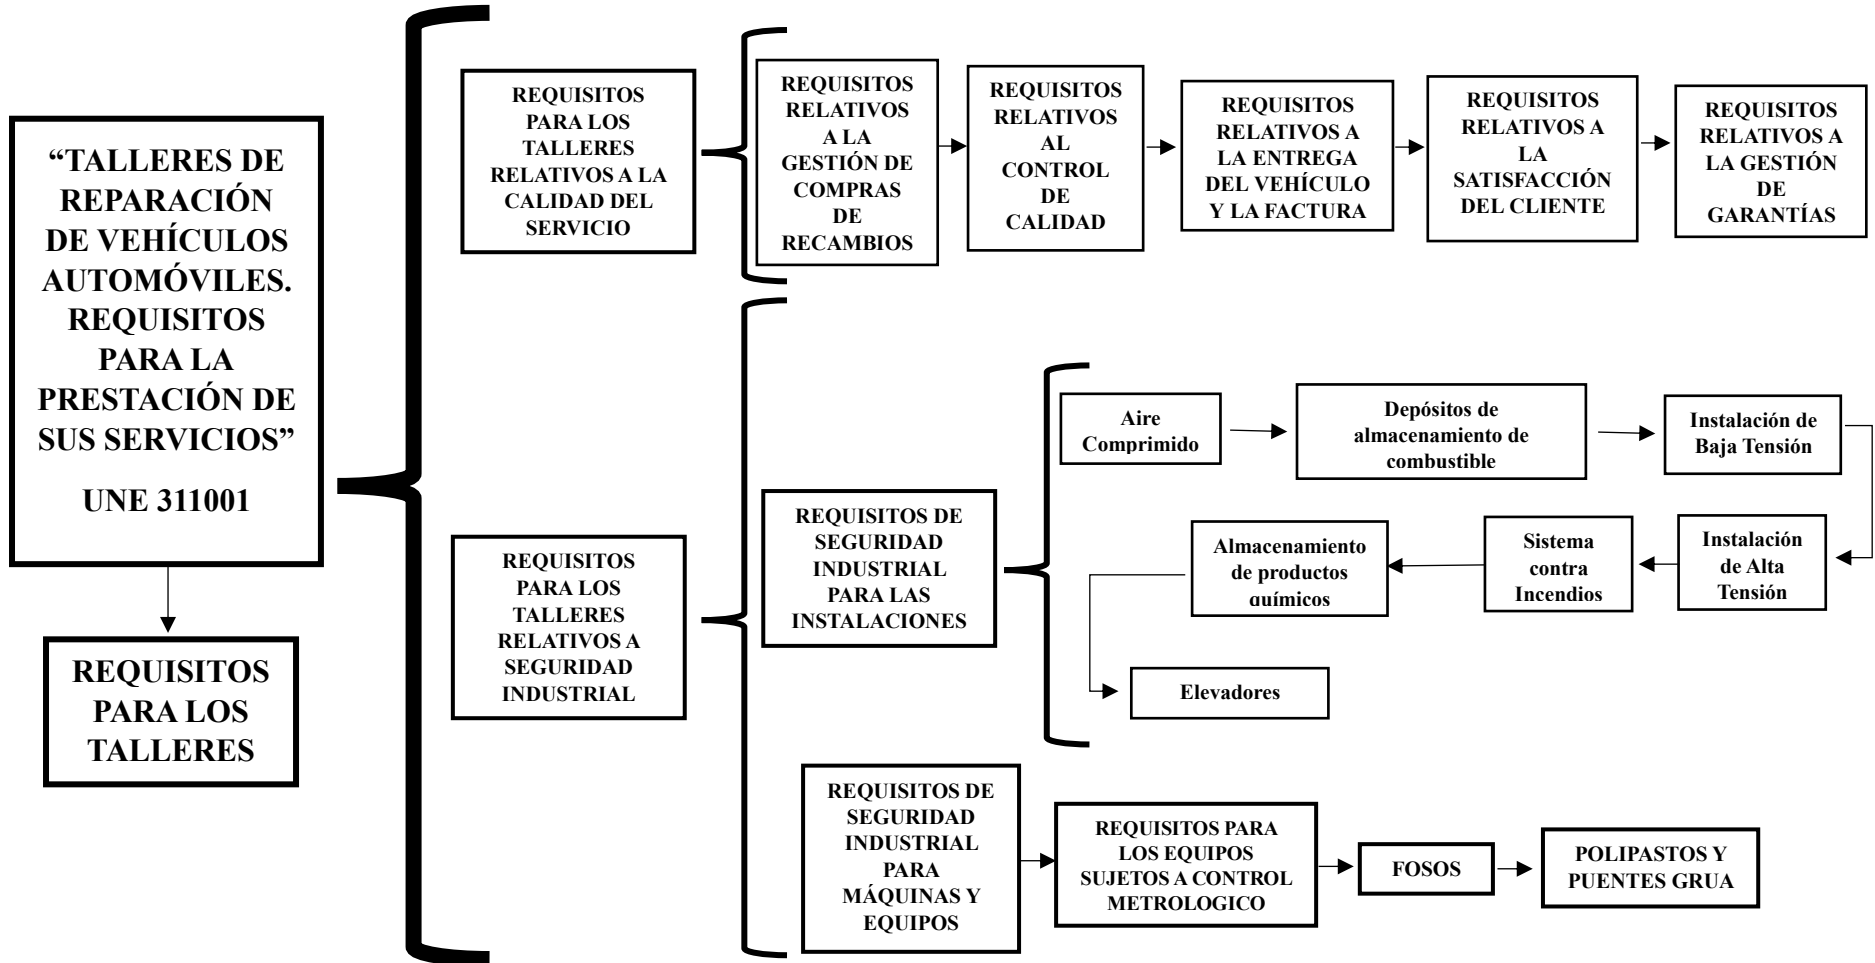 “TALLERES DE
REPARACIÓN
DE VEHÍCULOS
AUTOMÓVILES.
REQUISITOS
PARA LA
PRESTACIÓN DE
SUS SERVICIOS”
UNE 311001
REQUISITOS
PARA LOS
TALLERES
REQUISITOS
PARA LOS
TALLERES
RELATIVOS A LA
CALIDAD DEL
SERVICIO
REQUISITOS
RELATIVOS
A LA
GESTIÓN DE
COMPRAS
DE
RECAMBIOS
REQUISITOS
RELATIVOS
AL
CONTROL
DE
CALIDAD
REQUISITOS
RELATIVOS A
LA ENTREGA
DEL VEHÍCULO
Y LA FACTURA
REQUISITOS
RELATIVOS A
LA
SATISFACCIÓN
DEL CLIENTE
REQUISITOS
RELATIVOS A
LA GESTIÓN
DE
GARANTÍAS
REQUISITOS
PARA LOS
TALLERES
RELATIVOS A
SEGURIDAD
INDUSTRIAL
REQUISITOS DE
SEGURIDAD
INDUSTRIAL
PARA LAS
INSTALACIONES
Aire
Comprimido
Depósitos de
almacenamiento de
combustible
Instalación de
Baja Tensión
Instalación
de Alta
Tensión
Sistema
contra
Incendios
Almacenamiento
de productos
químicos
Elevadores
REQUISITOS DE
SEGURIDAD
INDUSTRIAL
PARA
MÁQUINAS Y
EQUIPOS
REQUISITOS PARA
LOS EQUIPOS
SUJETOS A CONTROL
METROLOGICO
FOSOS
POLIPASTOS Y
PUENTES GRUA